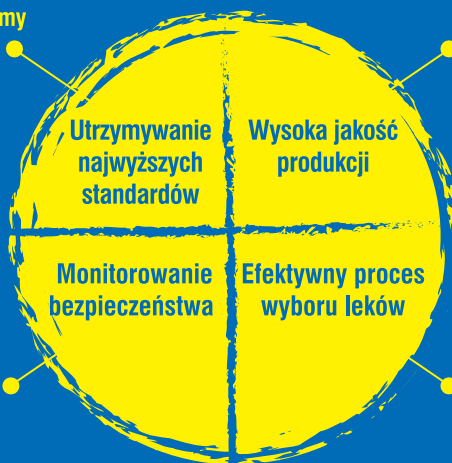 my
Utrzymywanie
najwyższych
standardów
Wysoka jakość
produkcji
Monitorowanie
bezpieczeństwa
Efektywny proces
wyboru leków